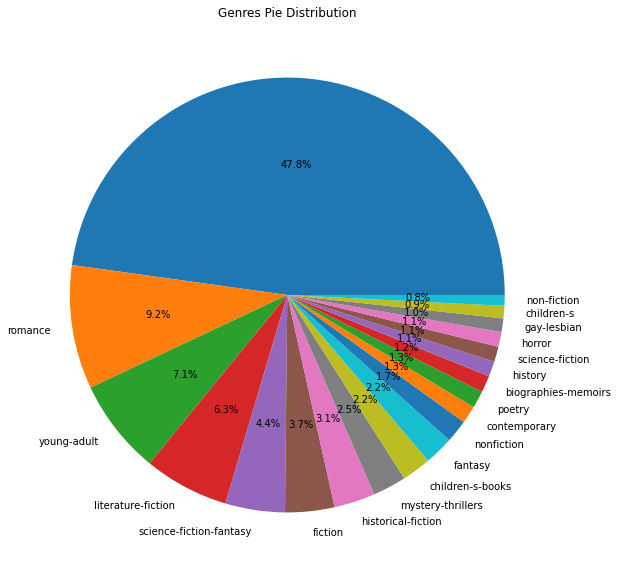 Genres Pie Distribution
47.8%
romance
9.2%
young-adult
7.1%
literature-fiction
6.3%
science-fiction-fantasy
4.4%
fiction
3.7%
historical-fiction
3.1%
mystery-thrillers
2.5%
children-s-books
2.2%
fantasy
2.2%
nonfiction
1.7%
contemporary
1.3%
poetry
1.3%
biographies-memoirs
1.2%
history
1.1%
science-fiction
1.1%
horror
1.1%
gay-lesbian
1.0%
children-s
0.9%
non-fiction
0.8%